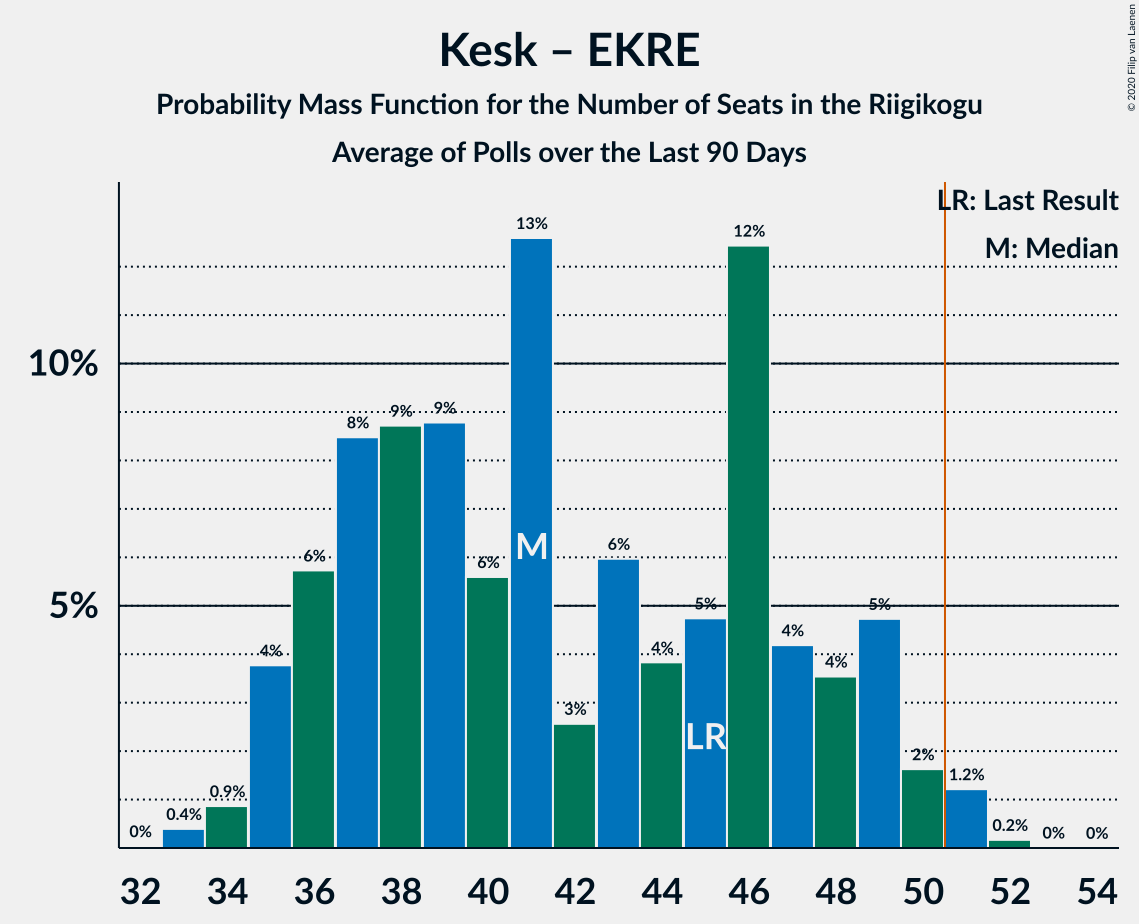 Kesk – EKRE
Probability Mass Function for the Number of Seats in the Riigikogu
Average of Polls over the Last 90 Days
© 2020 Filip van Laenen
LR: Last Result
M: Median
10%
5%
0%
0.4%
0.9%
4%
6%
8%
9%
9%
6%
13%
3%
6%
4%
5%
12%
4%
4%
5%
2%
1.2%
0.2%
0%
0%
M
LR
32 34 36 38 40 42 44 46 48 50 52 54